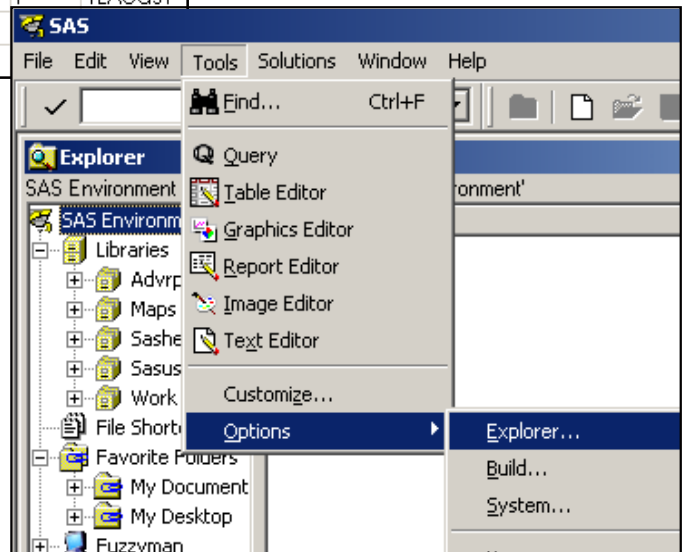 SAS
File Edit View Tools Solutions Window Help
Find... Ctrl+F
Explorer
Query
SAS Environment
ronment'
Table Editor
SAS Environm
Graphics Editor
Libraries
Report Editor
Advrp
Maps
Image Editor
Sashe
Text Editor
Sasus
Work
Customize...
File Shorte
Options
Explorer...
Favorite Folders
Build...
My Document
System...
My Desktop
Fuzzyman